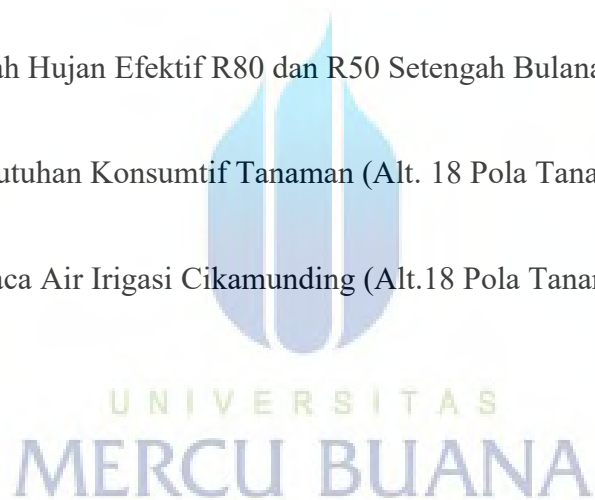 ah Hujan Efektif R80 dan R50 Setengah Bulana
utuhan Konsumtif Tanaman (Alt. 18 Pola Tana
aca Air Irigasi Cikamunding (Alt.18 Pola Tana
UNIVERSITAS
MERCU BUANA